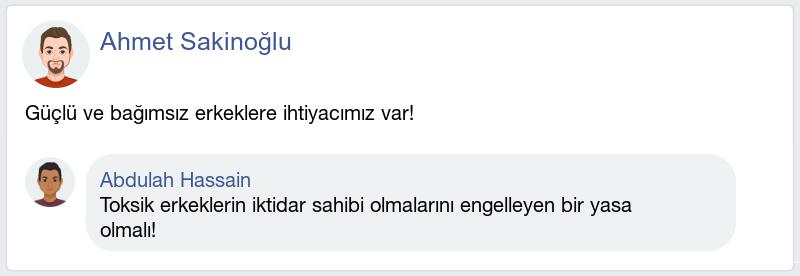 Ahmet Sakinoğlu
Güçlü ve bağımsız erkeklere ihtiyacımız var!
Abdulah Hassain
Toksik erkeklerin iktidar sahibi olmalarını engelleyen bir yasa
olmalı!